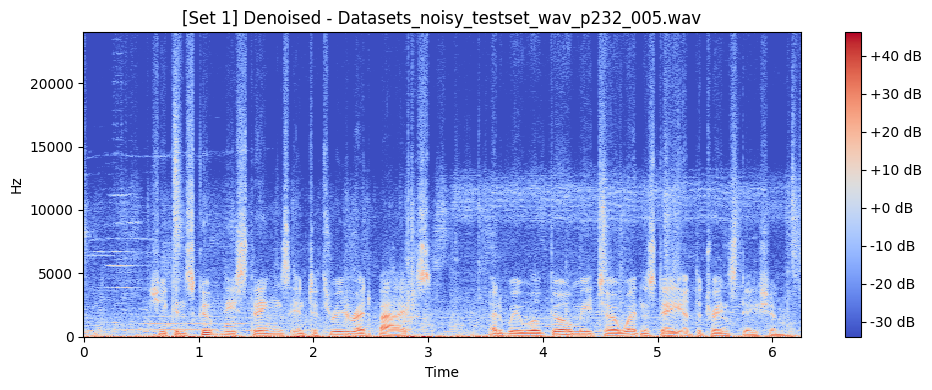 [Set 1] Denoised - Datasets_noisy_testset_wav_p232_005.wav
Hz
20000
15000
10000
5000
0
0 1 2 3 4 5 6
Time
+40 dB
+30 dB
+20 dB
+10 dB
+0 dB
-10 dB
-20 dB
-30 dB